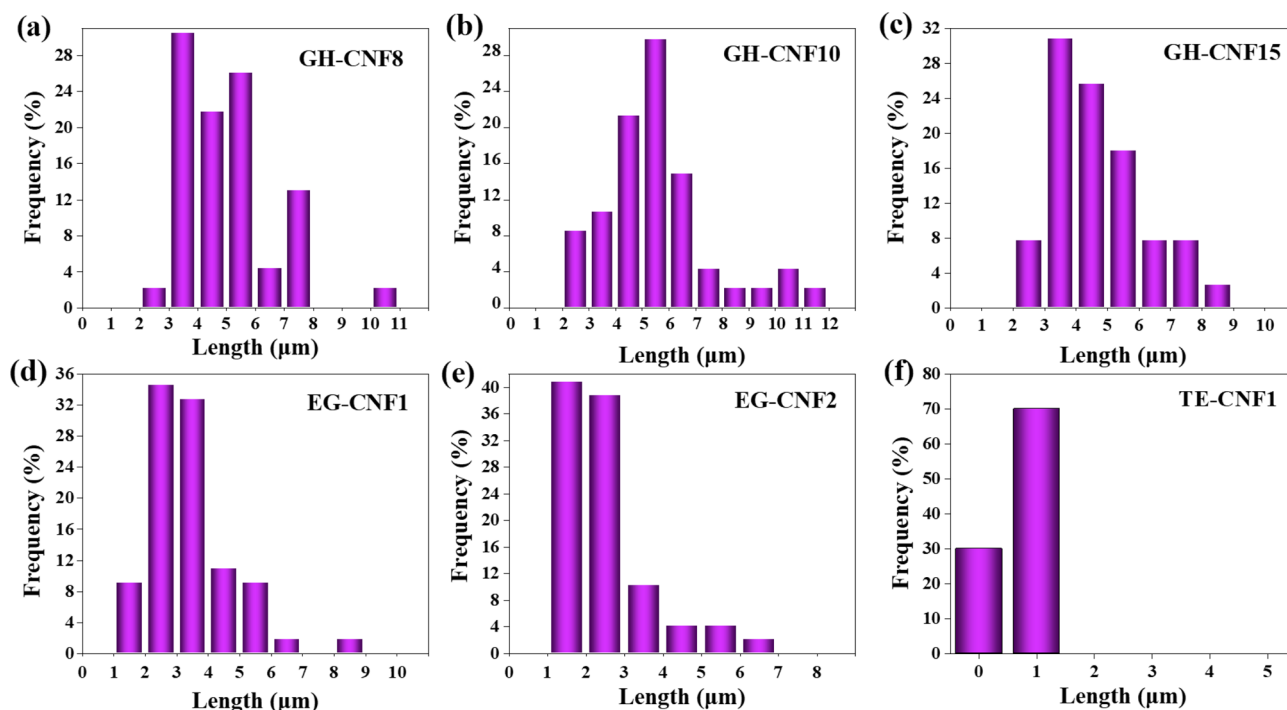 (a)
GH-CNF8
Frequency (%)
28
24
20
16
12
8
4
0
0 1 2 3 4 5 6 7 8 9 10 11
Length (μm)
(b)
GH-CNF10
Frequency (%)
28
24
20
16
12
8
4
0
0 1 2 3 4 5 6 7 8 9 10 11 12
Length (μm)
(c)
GH-CNF15
Frequency (%)
32
28
24
20
16
12
8
4
0
0 1 2 3 4 5 6 7 8 9 10
Length (μm)
(d)
EG-CNF1
Frequency (%)
36
32
28
24
20
16
12
8
4
0
0 1 2 3 4 5 6 7 8 9 10
Length (μm)
(e)
EG-CNF2
Frequency (%)
40
36
32
28
24
20
16
12
8
4
0
0 1 2 3 4 5 6 7 8
Length (μm)
(f)
TE-CNF1
Frequency (%)
80
70
60
50
40
30
20
10
0
0 1 2 3 4 5
Length (μm)